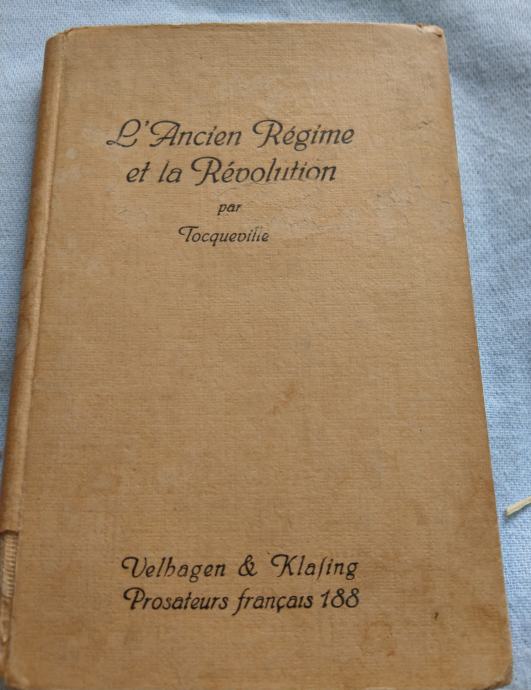 L'Ancien Régime
et la Révolution
par
Tocqueville
Velhagen & Klaſing
Prosateurs français 188